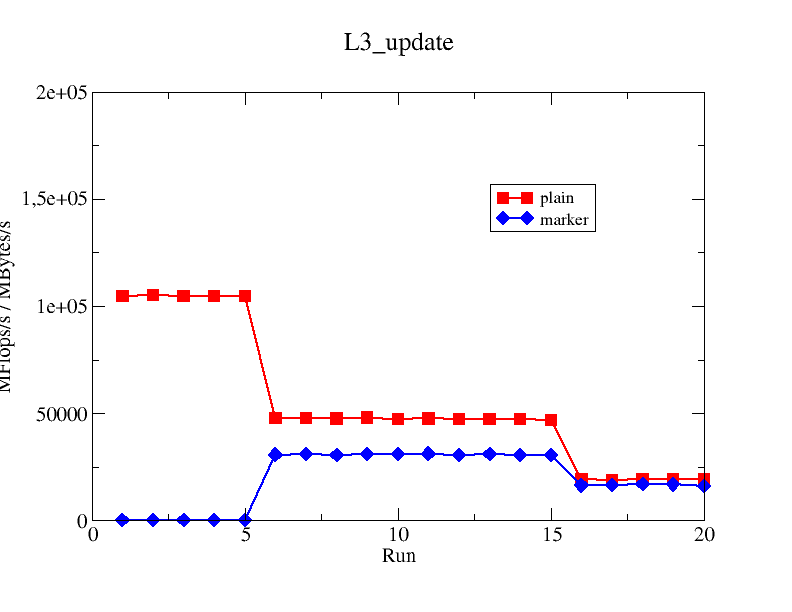 L3_update
2e+05
1,5e+05
1e+05
50000
0
MFlops/s / MBytes/s
plain
marker
0
5
10
15
20
Run